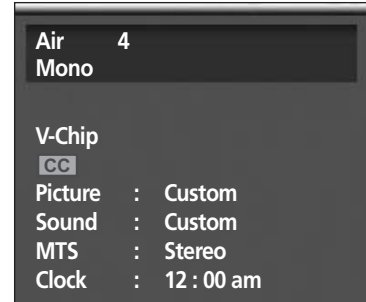 Air 4
Mono
V-Chip
CC
Picture : Custom
Sound : Custom
MTS : Stereo
Clock : 12 : 00 am